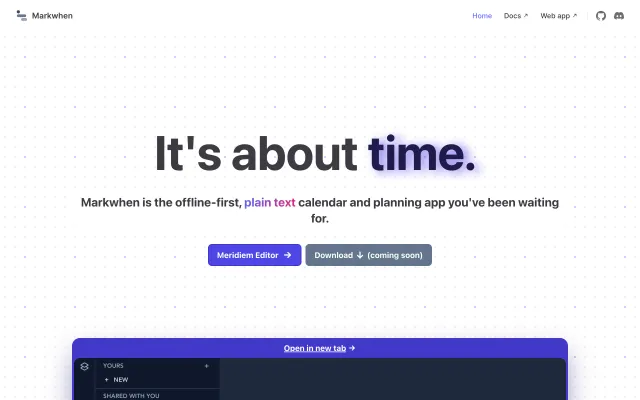 Markwhen
Home Docs ↗ Web app ↗
It's about time.
Markwhen is the offline-first, plain text calendar and planning app you've been waiting
for.
Meridiem Editor →
Download ↓ (coming soon)
Open in new tab →
YOURS +
+ NEW
SHARED WITH YOU